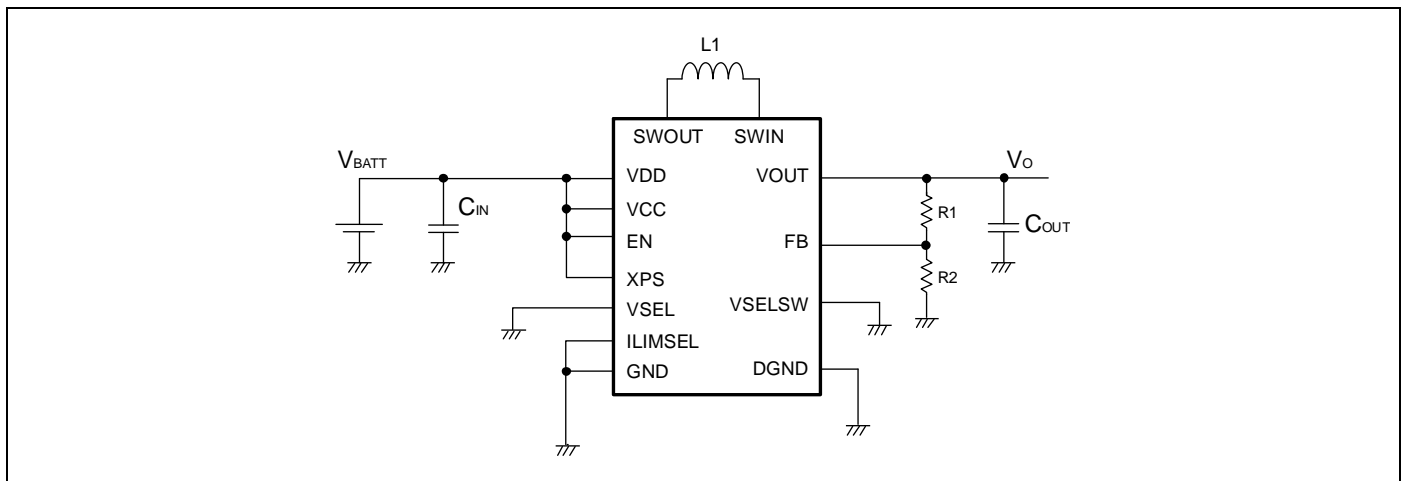 L1
SWOUT SWIN
VBATT
VDD
VOUT
VO
CIN
VCC
R1
COUT
EN
FB
XPS
R2
VSEL
VSELSW
ILIMSEL
GND
DGND